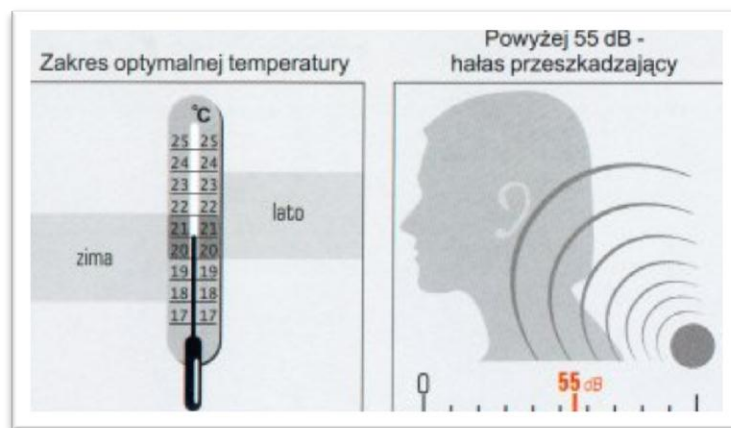 Zakres optymalnej temperatury
°C
25 25
24 24
23 23
22 22
21 21
20 20
19 19
18 18
17 17
zima
lato
Powyżej 55 dB -
hałas przeszkadzający
0
55 dB